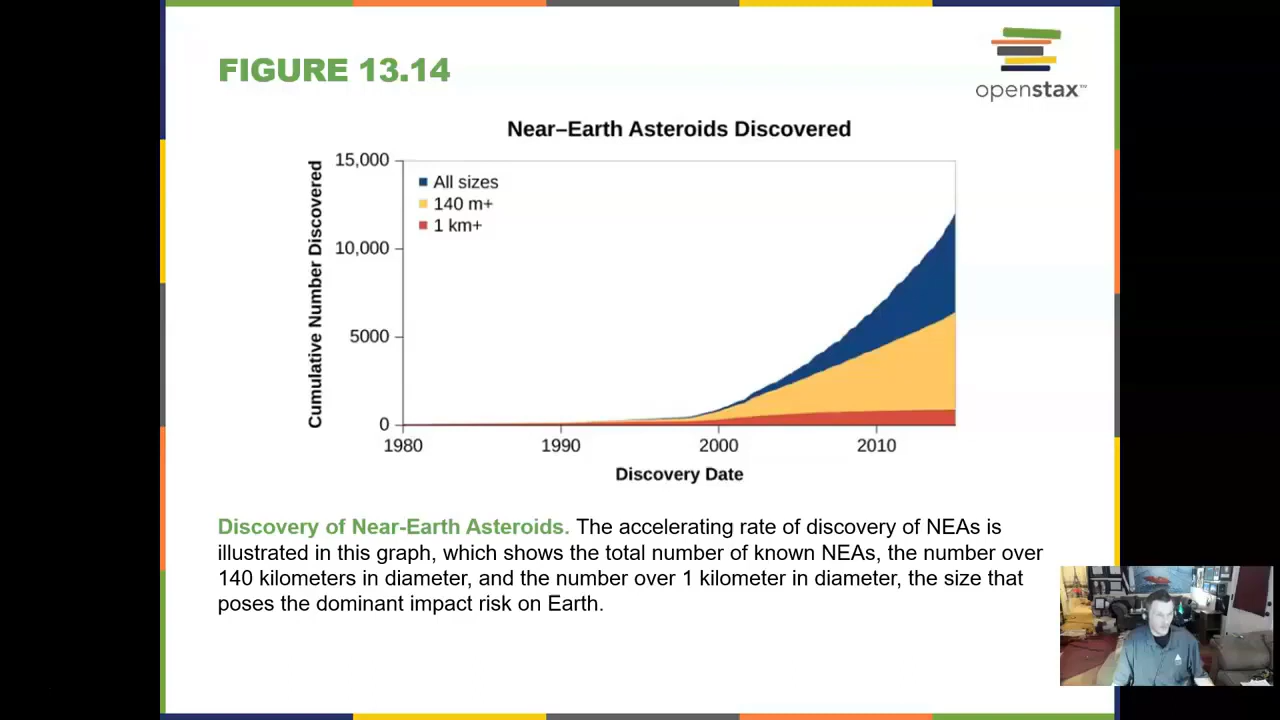 FIGURE 13.14
openstax™
Near–Earth Asteroids Discovered
Cumulative Number Discovered
15,000
10,000
5000
0
All sizes
140 m+
1 km+
1980
1990
2000
2010
Discovery Date
Discovery of Near-Earth Asteroids. The accelerating rate of discovery of NEAs is
illustrated in this graph, which shows the total number of known NEAs, the number over
140 kilometers in diameter, and the number over 1 kilometer in diameter, the size that
poses the dominant impact risk on Earth.